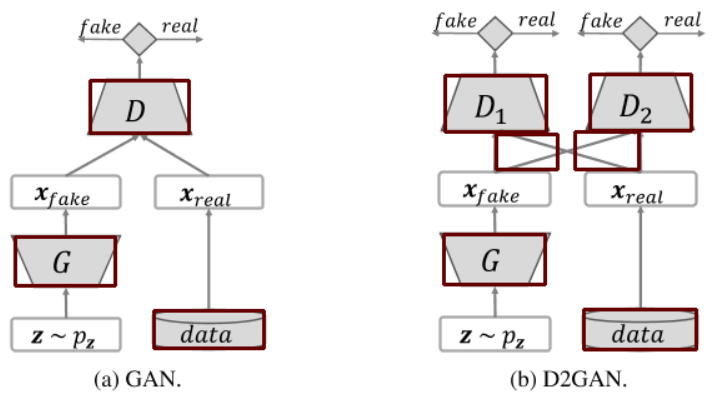 fake real
D
x_fake x_real
G
z ~ p_z data
(a) GAN.
fake real fake real
D_1 D_2
x_fake x_real
G
z ~ p_z data
(b) D2GAN.